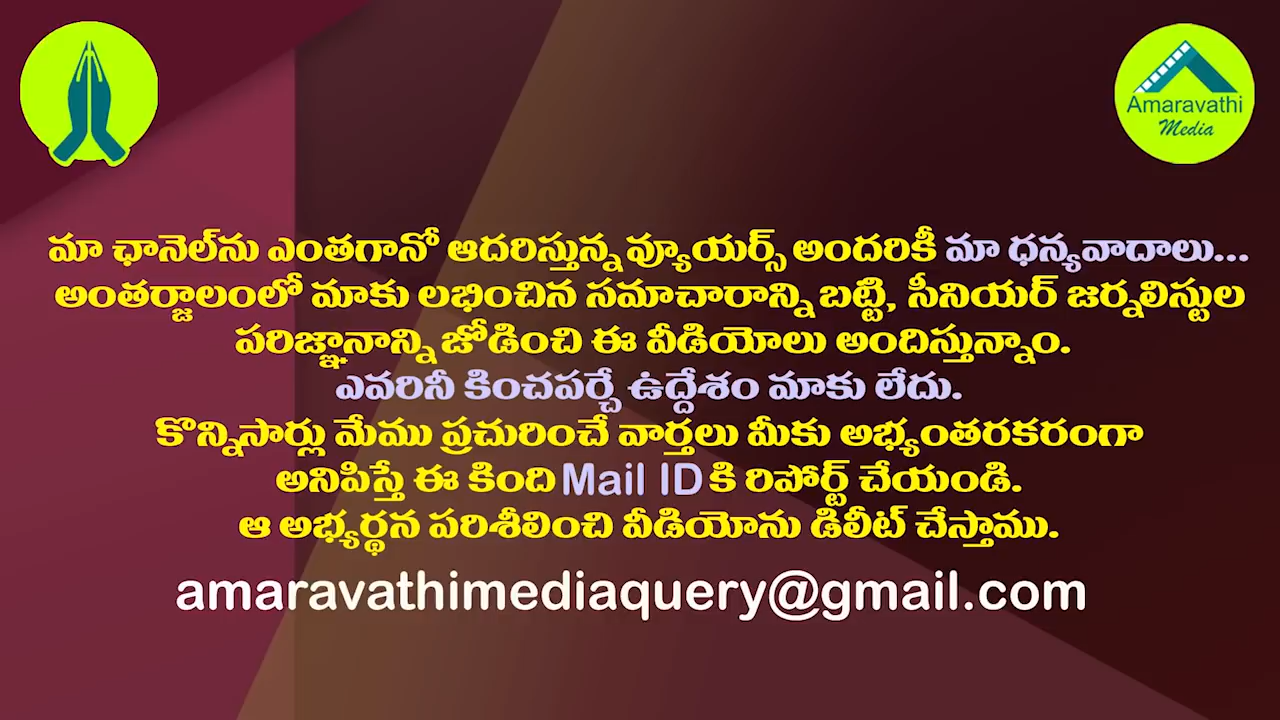 Amaravathi
Media
మా ఛానెల్‌ను ఎంతగానో ఆదరిస్తున్న వ్యూయర్స్ అందరికీ మా ధన్యవాదాలు...
అంతర్జాలంలో మాకు లభించిన సమాచారాన్ని బట్టి, సీనియర్ జర్నలిస్టుల
పరిజ్ఞానాన్ని జోడించి ఈ వీడియోలు అందిస్తున్నాం.
ఎవరినీ కించపర్చే ఉద్దేశం మాకు లేదు.
కొన్నిసార్లు మేము ప్రచురించే వార్తలు మీకు అభ్యంతరకరంగా
అనిపిస్తే ఈ కింది Mail ID కి రిపోర్ట్ చేయండి.
ఆ అభ్యర్థన పరిశీలించి వీడియోను డిలీట్ చేస్తాము.
amaravathimediaquery@gmail.com